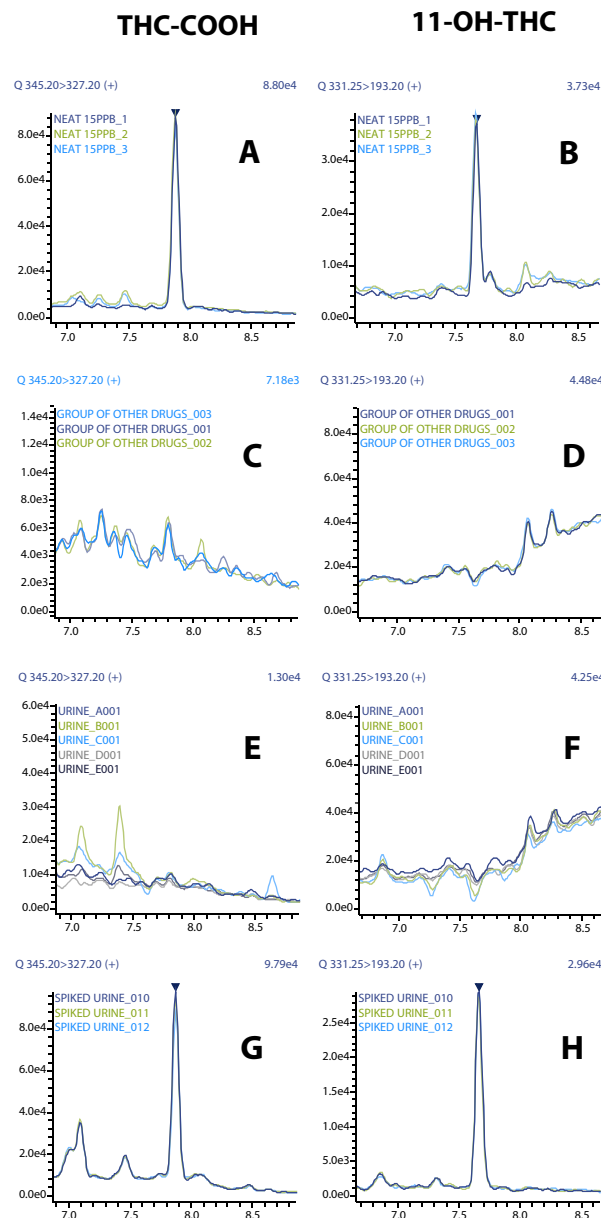 THC-COOH
11-OH-THC
Q 345.20>327.20 (+) 8.80e4
8.0e4
6.0e4
4.0e4
2.0e4
0.0e0
NEAT 15PPB_1
NEAT 15PPB_2
NEAT 15PPB_3
A
7.0 7.5 8.0 8.5
Q 331.25>193.20 (+) 3.73e4
3.0e4
2.0e4
1.0e4
0.0e0
NEAT 15PPB_1
NEAT 15PPB_2
NEAT 15PPB_3
B
7.0 7.5 8.0 8.5
Q 345.20>327.20 (+) 7.18e3
1.4e4
1.2e4
1.0e4
8.0e3
6.0e3
4.0e3
2.0e3
0.0e0
GROUP OF OTHER DRUGS_003
GROUP OF OTHER DRUGS_001
GROUP OF OTHER DRUGS_002
C
7.0 7.5 8.0 8.5
Q 331.25>193.20 (+) 4.48e4
8.0e4
6.0e4
4.0e4
2.0e4
0.0e0
GROUP OF OTHER DRUGS_001
GROUP OF OTHER DRUGS_002
GROUP OF OTHER DRUGS_003
D
7.0 7.5 8.0 8.5
Q 345.20>327.20 (+) 1.30e4
6.0e4
5.0e4
4.0e4
3.0e4
2.0e4
1.0e4
0.0e0
URINE_A001
URINE_B001
URINE_C001
URINE_D001
URINE_E001
E
7.0 7.5 8.0 8.5
Q 331.25>193.20 (+) 4.25e4
8.0e4
6.0e4
4.0e4
2.0e4
0.0e0
URINE_A001
UIRNE_B001
URINE_C001
URINE_D001
URINE_E001
F
7.0 7.5 8.0 8.5
Q 345.20>327.20 (+) 9.79e4
8.0e4
6.0e4
4.0e4
2.0e4
0.0e0
SPIKED URINE_010
SPIKED URINE_011
SPIKED URINE_012
G
7.0 7.5 8.0 8.5
Q 331.25>193.20 (+) 2.96e4
2.5e4
2.0e4
1.5e4
1.0e4
5.0e3
0.0e0
SPIKED URINE_010
SPIKED URINE_011
SPIKED URINE_012
H
7.0 7.5 8.0 8.5